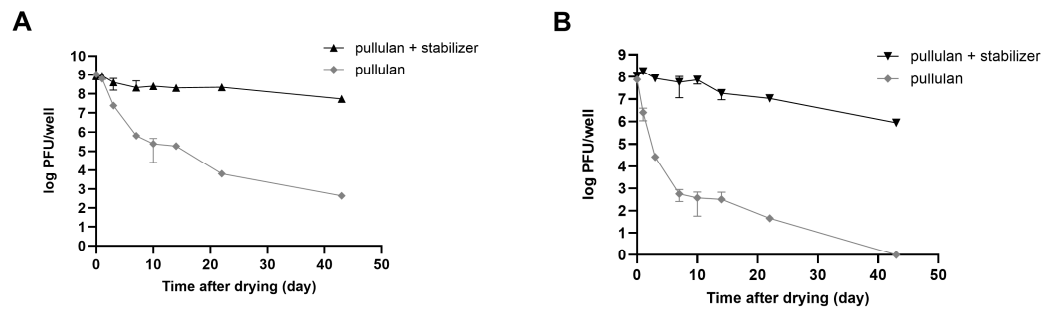 A
pullulan + stabilizer
pullulan
10
9
8
7
6
5
4
3
2
1
0
log PFU/well
0 10 20 30 40 50
Time after drying (day)
B
pullulan + stabilizer
pullulan
9
8
7
6
5
4
3
2
1
0
log PFU/well
0 10 20 30 40 50
Time after drying (day)